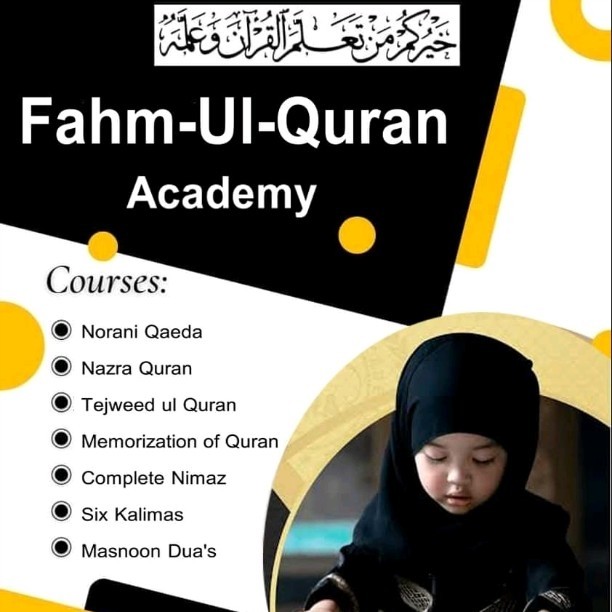 خيركم من تعلم القرآن وعلمه
Fahm-Ul-Quran
Academy
Courses:
Norani Qaeda
Nazra Quran
Tejweed ul Quran
Memorization of Quran
Complete Nimaz
Six Kalimas
Masnoon Dua's